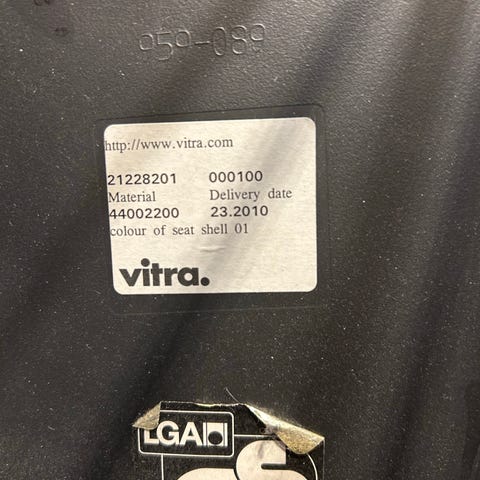 959-089
http://www.vitra.com
21228201 000100
Material Delivery date
44002200 23.2010
colour of seat shell 01
vitra.
LGA